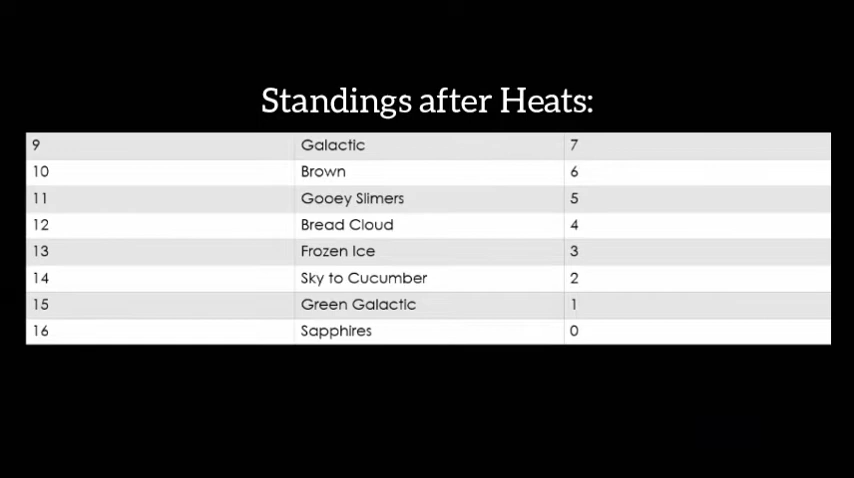 Standings after Heats:
9 Galactic 7
10 Brown 6
11 Gooey Slimers 5
12 Bread Cloud 4
13 Frozen Ice 3
14 Sky to Cucumber 2
15 Green Galactic 1
16 Sapphires 0